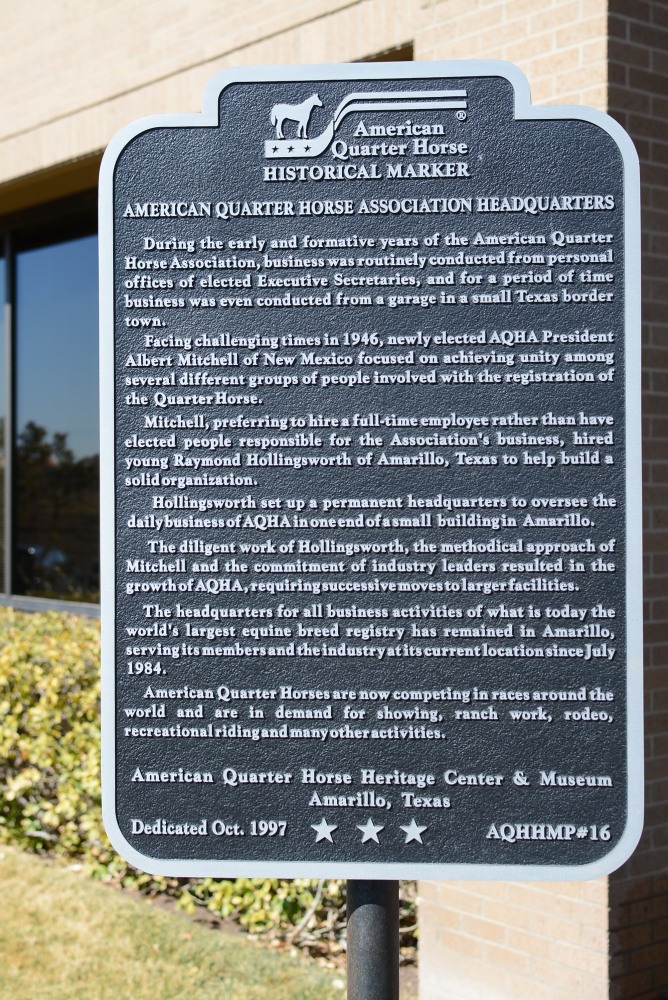 American ®
Quarter Horse
HISTORICAL MARKER
AMERICAN QUARTER HORSE ASSOCIATION HEADQUARTERS
During the early and formative years of the American Quarter
Horse Association, business was routinely conducted from personal
offices of elected Executive Secretaries, and for a period of time
business was even conducted from a garage in a small Texas border
town.
Facing challenging times in 1946, newly elected AQHA President
Albert Mitchell of New Mexico focused on achieving unity among
several different groups of people involved with the registration of
the Quarter Horse.
Mitchell, preferring to hire a full-time employee rather than have
elected people responsible for the Association's business, hired
young Raymond Hollingsworth of Amarillo, Texas to help build a
solid organization.
Hollingsworth set up a permanent headquarters to oversee the
daily business of AQHA in one end of a small building in Amarillo.
The diligent work of Hollingsworth, the methodical approach of
Mitchell and the commitment of industry leaders resulted in the
growth of AQHA, requiring successive moves to larger facilities.
The headquarters for all business activities of what is today the
world's largest equine breed registry has remained in Amarillo,
serving its members and the industry at its current location since July
1984.
American Quarter Horses are now competing in races around the
world and are in demand for showing, ranch work, rodeo,
recreational riding and many other activities.
American Quarter Horse Heritage Center & Museum
Amarillo, Texas
Dedicated Oct. 1997 AQHHMP#16